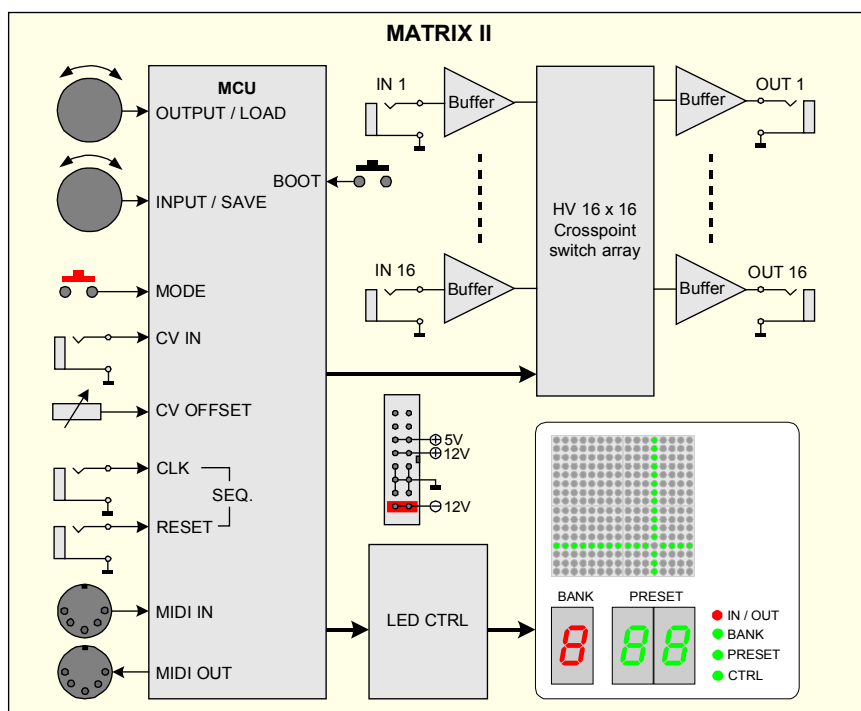 MATRIX II
MCU
OUTPUT / LOAD
INPUT / SAVE
BOOT
MODE
CV IN
CV OFFSET
CLK
SEQ.
RESET
MIDI IN
MIDI OUT
IN 1
Buffer
IN 16
Buffer
HV 16 x 16
Crosspoint
switch array
OUT 1
Buffer
OUT 16
Buffer
5V
12V
12V
LED CTRL
BANK
PRESET
8
88
IN / OUT
BANK
PRESET
CTRL